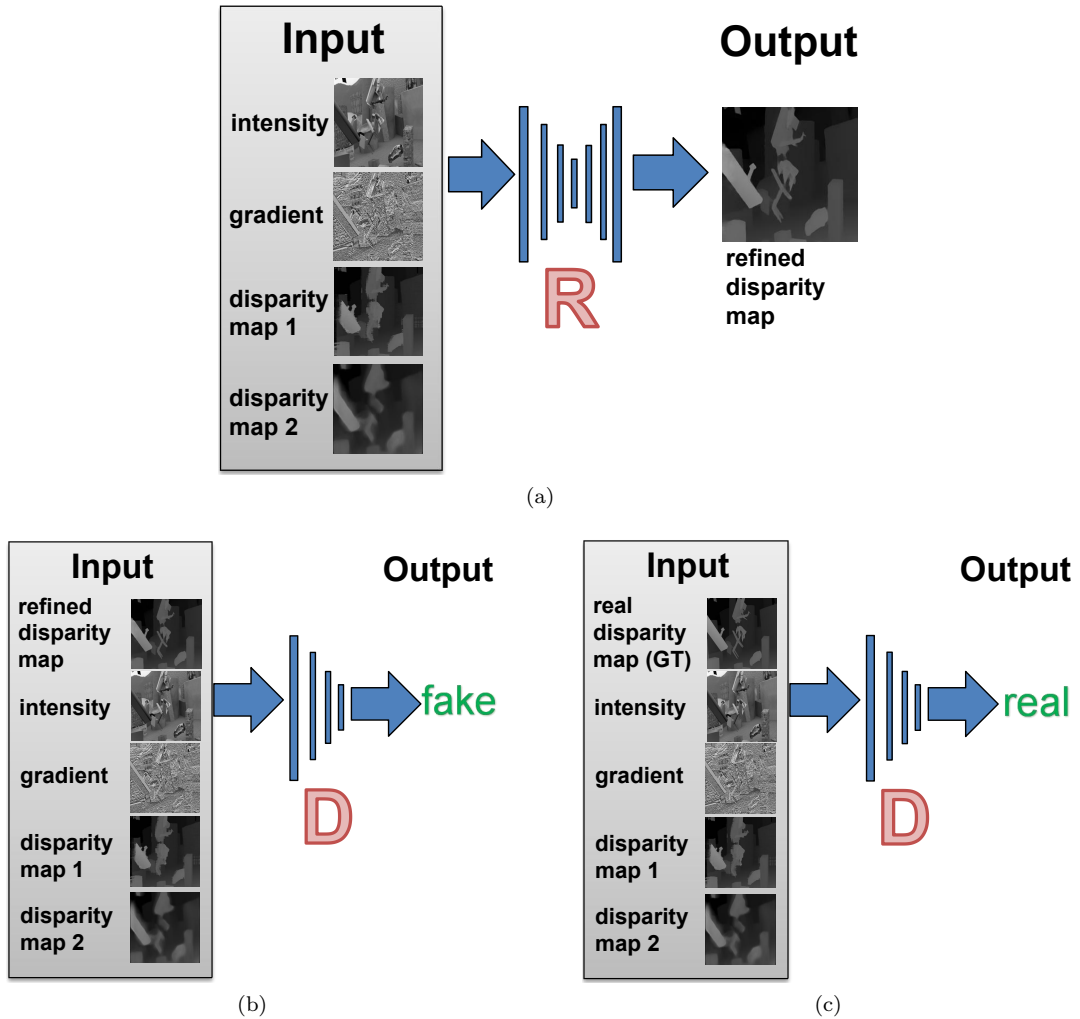 Input
Output
intensity
gradient
disparity
map 1
disparity
map 2
R
refined
disparity
map
(a)
Input
Output
refined
disparity
map
intensity
gradient
disparity
map 1
disparity
map 2
D
fake
(b)
Input
Output
real
disparity
map (GT)
intensity
gradient
disparity
map 1
disparity
map 2
D
real
(c)